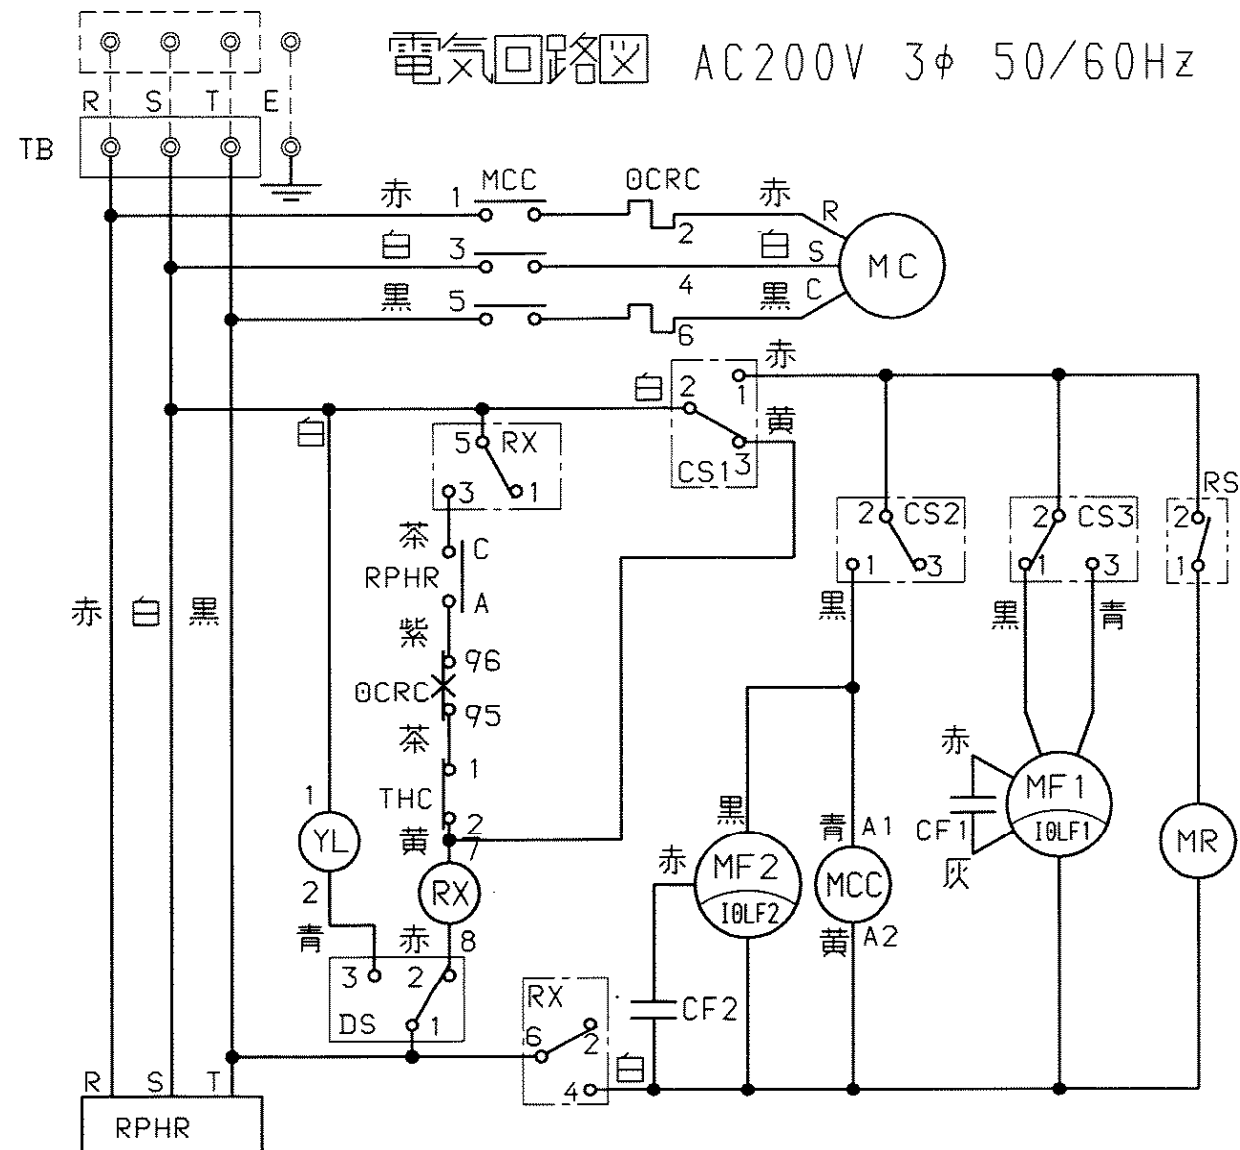 電気回路図 AC200V 3φ 50/60Hz
R S T E
TB
赤 1 MCC OCRC 赤 R
2
白 3 白 S
MC
4
黒 5 黒 C
6
赤
白 2 1
黄
白 5 RX CS1 3
3 1
RS
2 CS2 2 CS3 2
茶 C 1 3 1 3 1
RPHR
赤 白 黒 A 黒 黒 青
紫
96
OCRC
95
茶 赤
1
1 THC 黒 MF1
2 青 A1 CF1 IOLF1
YL 黄 7 赤 MF2 MR
RX MCC 灰
2 IOLF2
青 赤 8 黄 A2
3 2
RX CF2
DS 1 6 2
白
R S T 4
RPHR